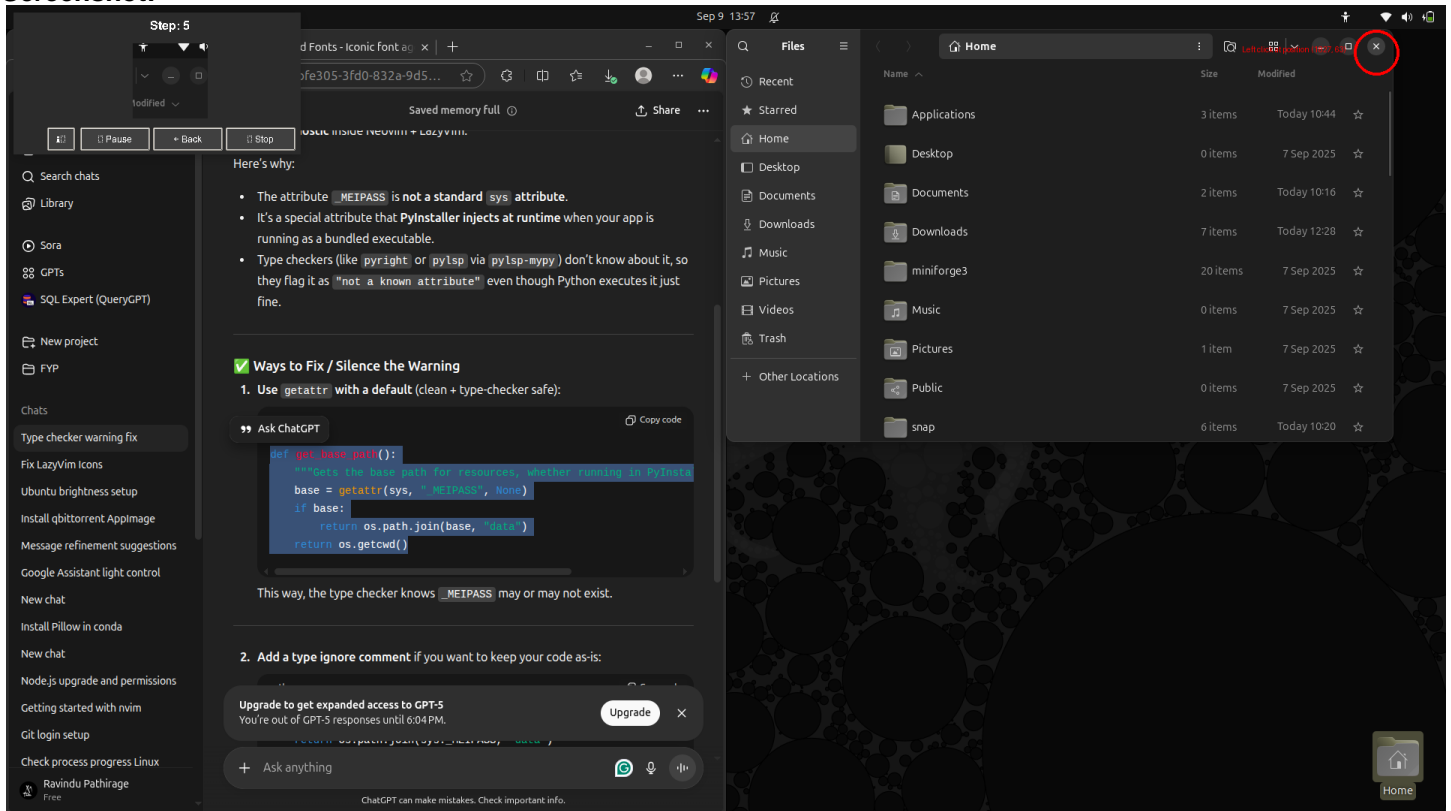 Sep 9 13:57
Step: 5
Modified
Pause
← Back
Stop
d Fonts - Iconic font ag
ofe305-3fd0-832a-9d5...
Saved memory full
Share
Search chats
Library
Sora
GPTs
SQL Expert (QueryGPT)
New project
FYP
Chats
Type checker warning fix
Fix LazyVim Icons
Ubuntu brightness setup
Install qbittorrent AppImage
Message refinement suggestions
Google Assistant light control
New chat
Install Pillow in conda
New chat
Node.js upgrade and permissions
Getting started with nvim
Git login setup
Check process progress Linux
Ravindu Pathirage
Free
inside Neovim + LazyVim.
Here's why:
• The attribute _MEIPASS is not a standard sys attribute.
• It's a special attribute that PyInstaller injects at runtime when your app is
running as a bundled executable.
• Type checkers (like pyright or pylsp via pylsp-mypy) don't know about it, so
they flag it as "not a known attribute" even though Python executes it just
fine.
✅ Ways to Fix / Silence the Warning
1. Use getattr with a default (clean + type-checker safe):
Ask ChatGPT
Copy code
def get_base_path():
"""Gets the base path for resources, whether running in PyInsta
base = getattr(sys, "_MEIPASS", None)
if base:
return os.path.join(base, "data")
return os.getcwd()
This way, the type checker knows _MEIPASS may or may not exist.
2. Add a type ignore comment if you want to keep your code as-is:
Upgrade to get expanded access to GPT-5
You're out of GPT-5 responses until 6:04 PM.
Upgrade
Ask anything
ChatGPT can make mistakes. Check important info.
Files
Home
Recent
Starred
Home
Desktop
Documents
Downloads
Music
Pictures
Videos
Trash
+ Other Locations
Name Size Modified
Applications 3 items Today 10:44
Desktop 0 items 7 Sep 2025
Documents 2 items Today 10:16
Downloads 7 items Today 12:28
miniforge3 20 items 7 Sep 2025
Music 0 items 7 Sep 2025
Pictures 1 item 7 Sep 2025
Public 0 items 7 Sep 2025
snap 6 items Today 10:20
Home